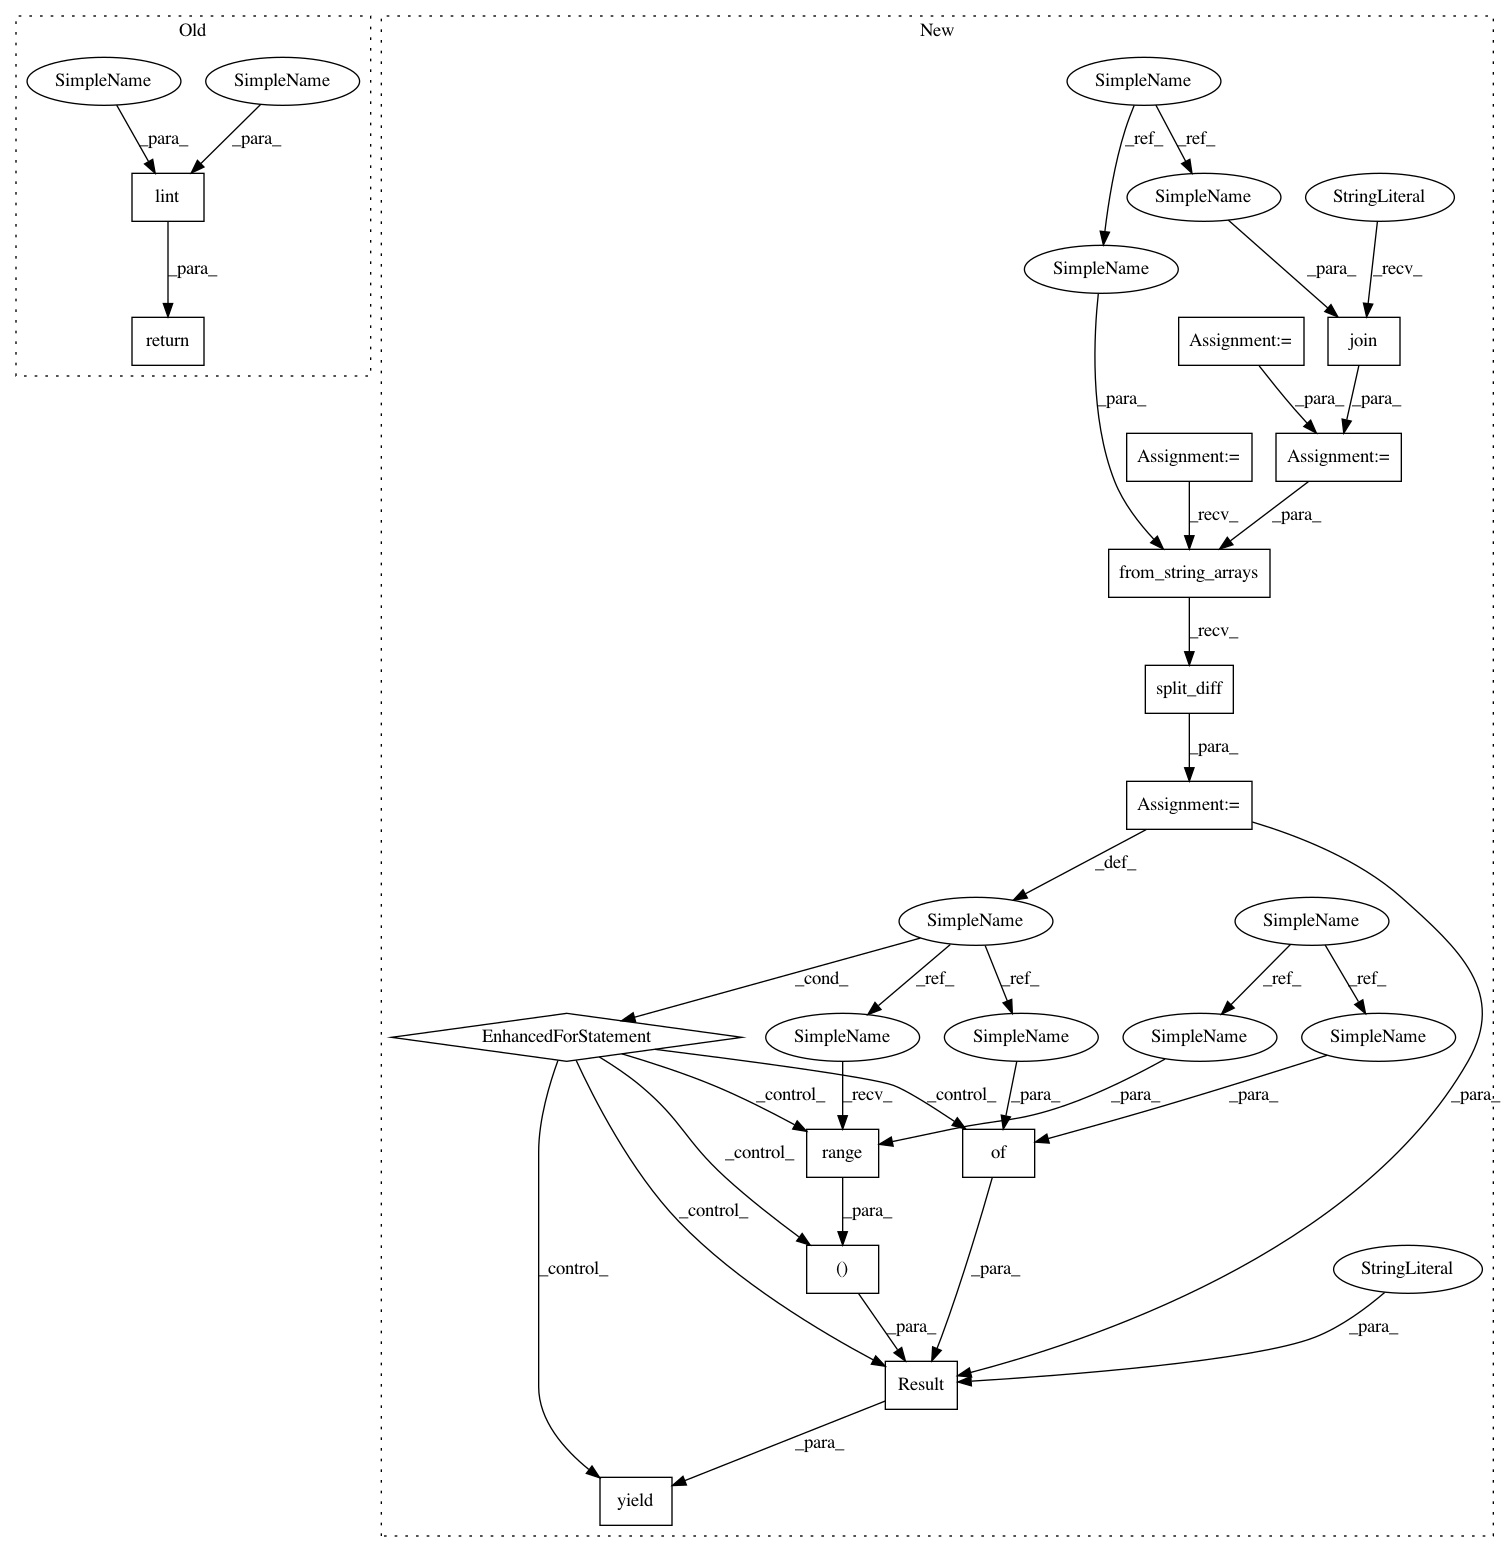 Old
New
SimpleName
SimpleName
SimpleName
_para_
_para_
_ref_
_ref_
lint
SimpleName
StringLiteral
_para_
SimpleName
_para_
_recv_
return
Assignment:=
join
_para_
_para_
_para_
Assignment:=
Assignment:=
_recv_
_para_
from_string_arrays
_recv_
split_diff
_para_
Assignment:=
_def_
SimpleName
SimpleName
_cond_
_ref_
_ref_
_ref_
_ref_
EnhancedForStatement
SimpleName
SimpleName
SimpleName
SimpleName
_control_
_recv_
_control_
_para_
_para_
_para_
_para_
range
of
_control_
_control_
_para_
_control_
()
_para_
StringLiteral
_para_
_para_
Result
_para_
yield